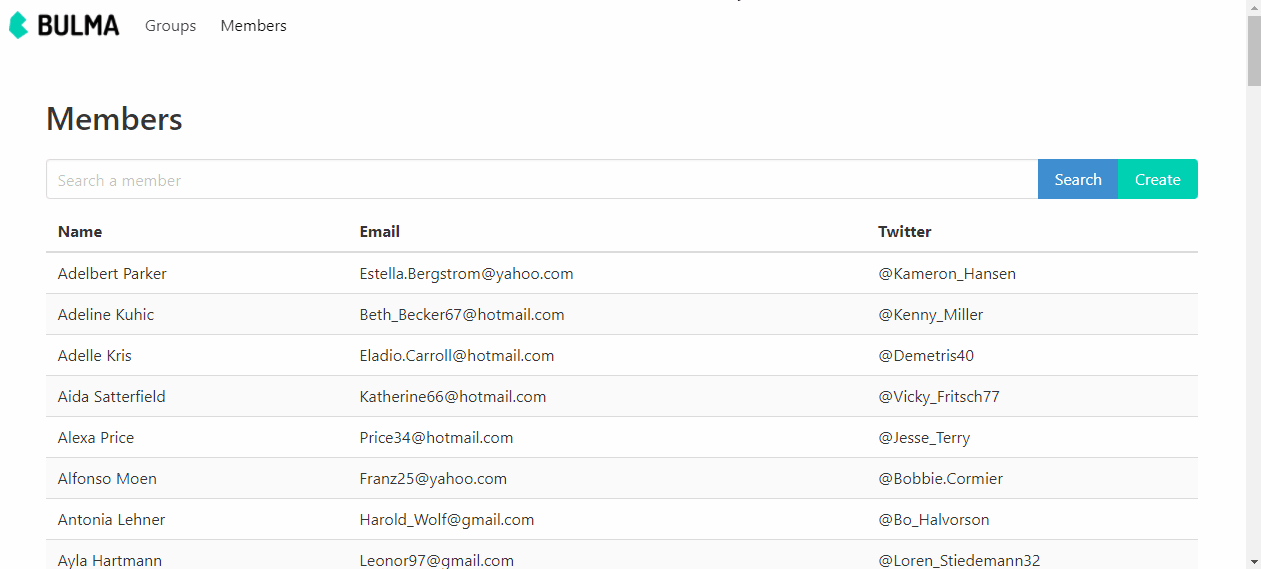 BULMA Groups Members
Members
Search a member Search Create
Name Email Twitter
Adelbert Parker Estella.Bergstrom@yahoo.com @Kameron_Hansen
Adeline Kuhic Beth_Becker67@hotmail.com @Kenny_Miller
Adelle Kris Eladio.Carroll@hotmail.com @Demetris40
Aida Satterfield Katherine66@hotmail.com @Vicky_Fritsch77
Alexa Price Price34@hotmail.com @Jesse_Terry
Alfonso Moen Franz25@yahoo.com @Bobbie.Cormier
Antonia Lehner Harold_Wolf@gmail.com @Bo_Halvorson
Ayla Hartmann Leonor97@gmail.com @Loren_Stiedemann32